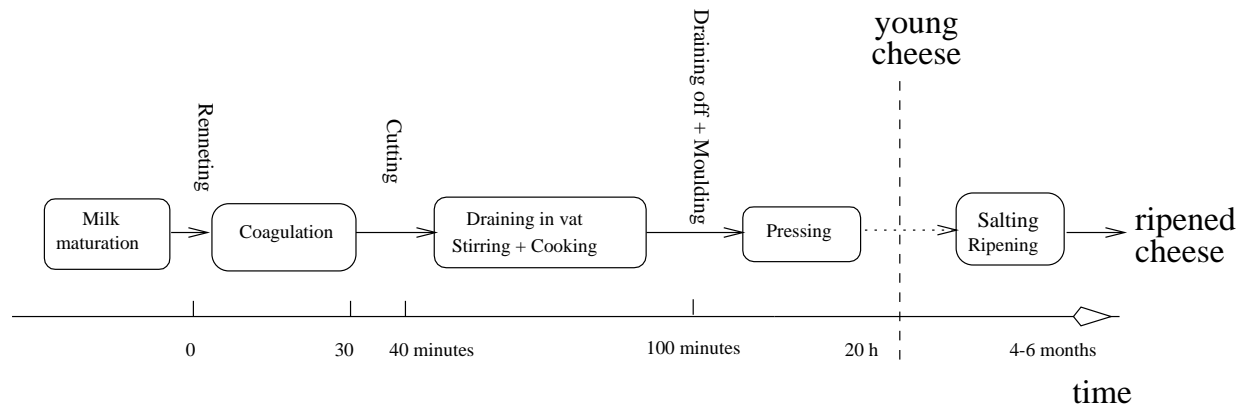 young
cheese
Renneting
Cutting
Draining off + Moulding
Milk
maturation
Coagulation
Draining in vat
Stirring + Cooking
Pressing
Salting
Ripening
ripened
cheese
0
30
40 minutes
100 minutes
20 h
4-6 months
time